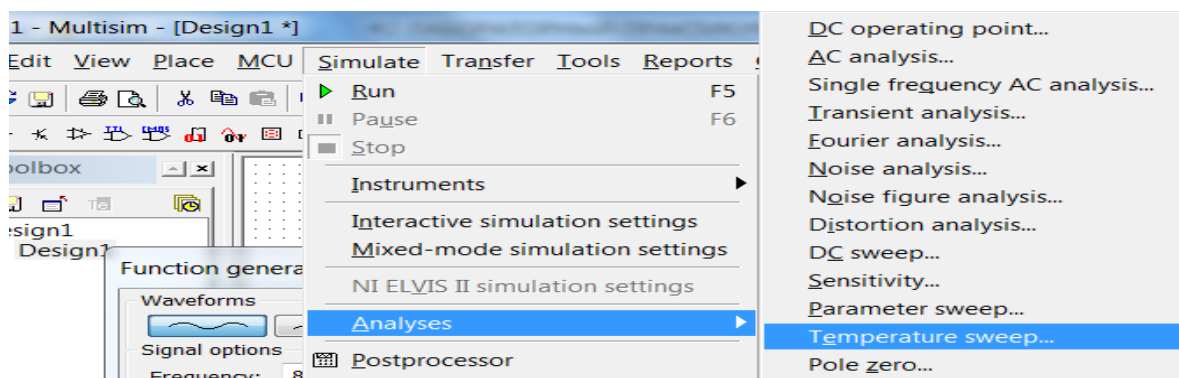 1 - Multisim - [Design1 *]
Edit View Place MCU Simulate Transfer Tools Reports
Run F5
Pause F6
Stop
Instruments
Interactive simulation settings
Mixed-mode simulation settings
NI ELVIS II simulation settings
Analyses
Postprocessor
DC operating point...
AC analysis...
Single frequency AC analysis...
Transient analysis...
Fourier analysis...
Noise analysis...
Noise figure analysis...
Distortion analysis...
DC sweep...
Sensitivity...
Parameter sweep...
Temperature sweep...
Pole zero...
oolbox
esign1
Design1
Function genera
Waveforms
Signal options
Frequency: 8